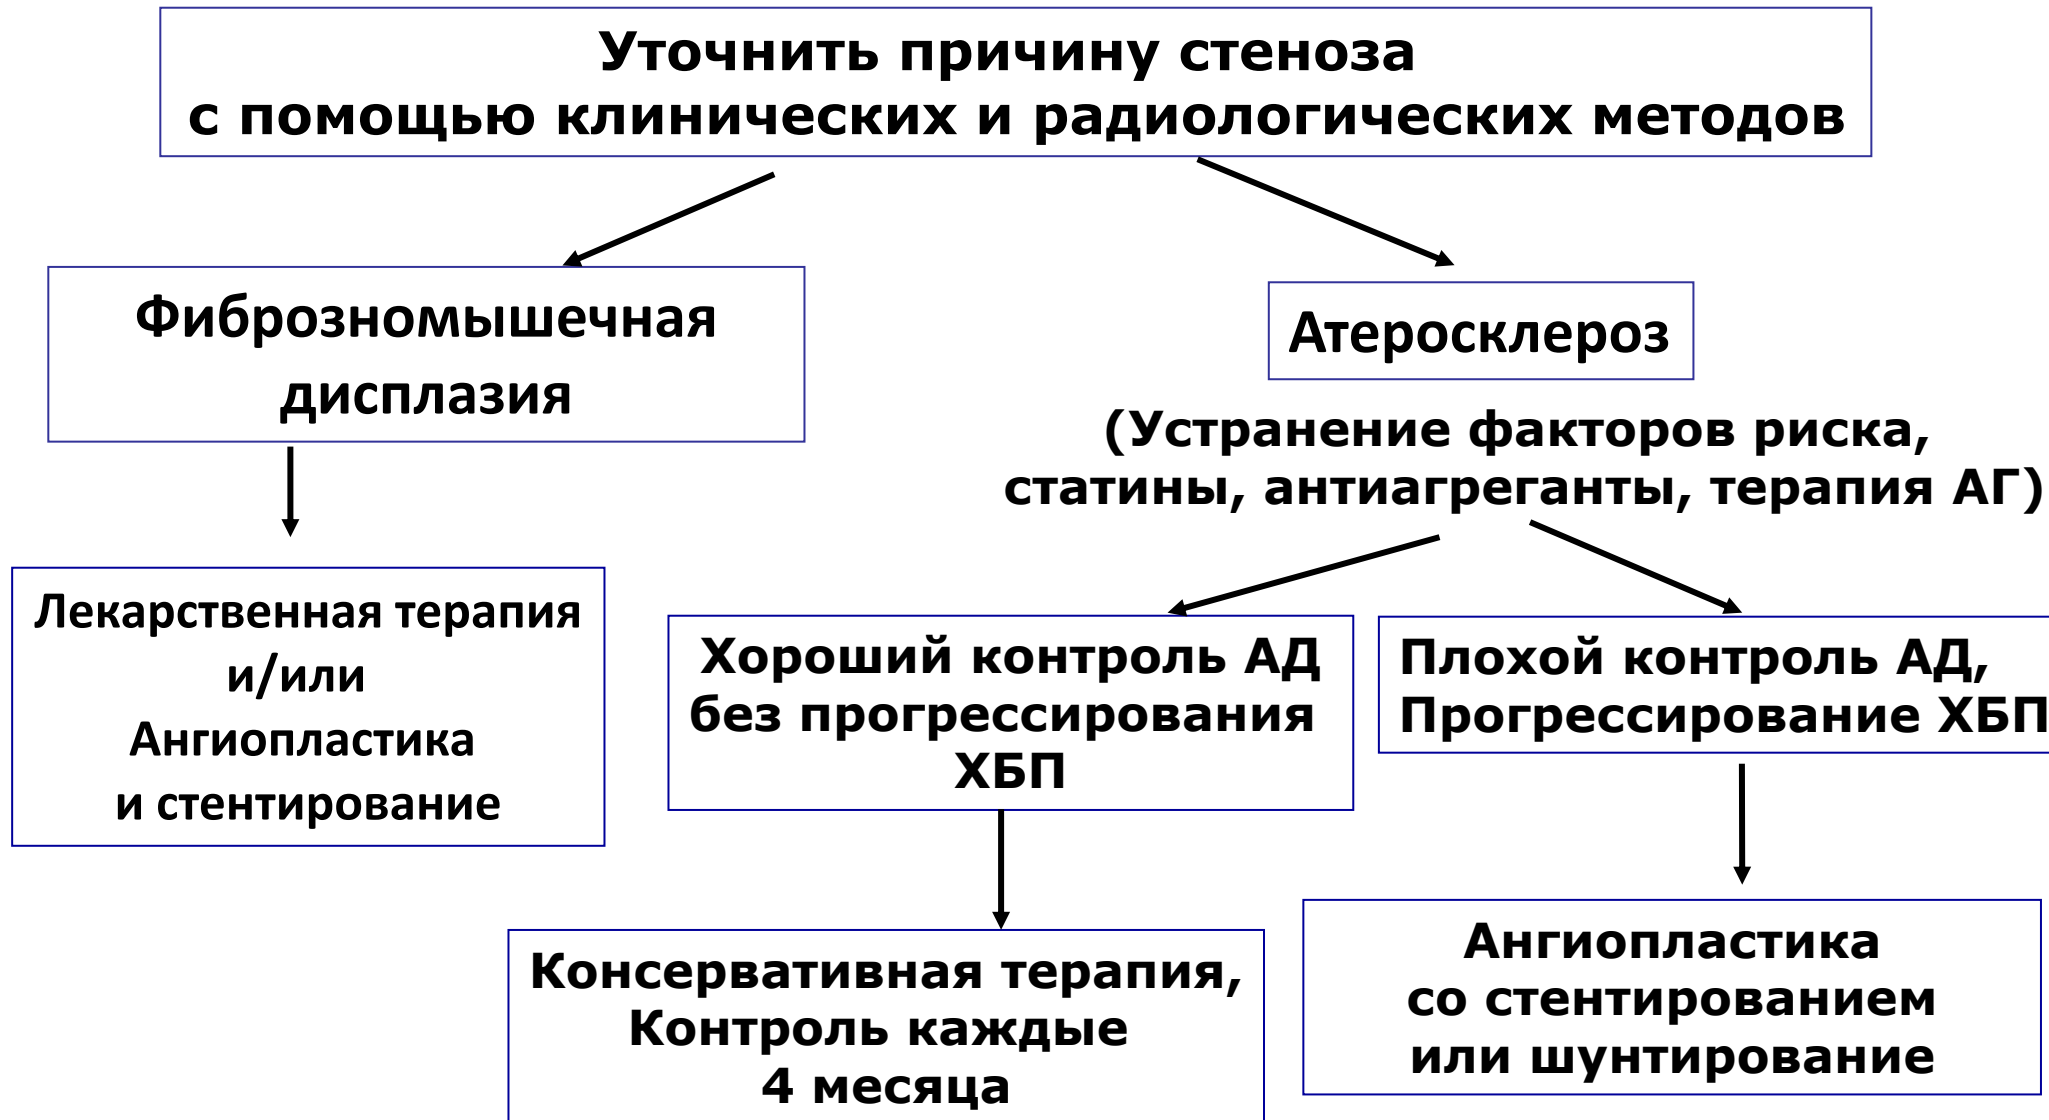 Уточнить причину стеноза
с помощью клинических и радиологических методов
Фиброзномышечная
дисплазия
Атеросклероз
(Устранение факторов риска,
статины, антиагреганты, терапия АГ)
Лекарственная терапия
и/или
Ангиопластика
и стентирование
Хороший контроль АД
без прогрессирования
ХБП
Плохой контроль АД,
Прогрессирование ХБП
Консервативная терапия,
Контроль каждые
4 месяца
Ангиопластика
со стентированием
или шунтирование